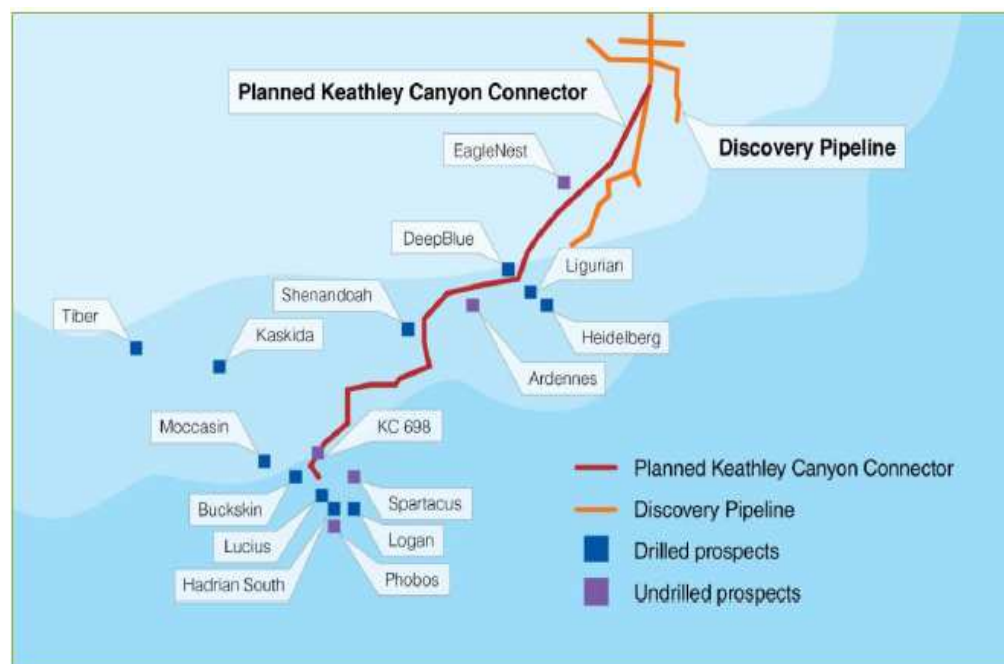 Planned Keathley Canyon Connector
EagleNest
Discovery Pipeline
DeepBlue
Ligurian
Shenandoah
Tiber
Kaskida
Heidelberg
Ardennes
Moccasin
KC 698
Planned Keathley Canyon Connector
Buckskin
Spartacus
Discovery Pipeline
Lucius
Logan
Drilled prospects
Hadrian South
Phobos
Undrilled prospects